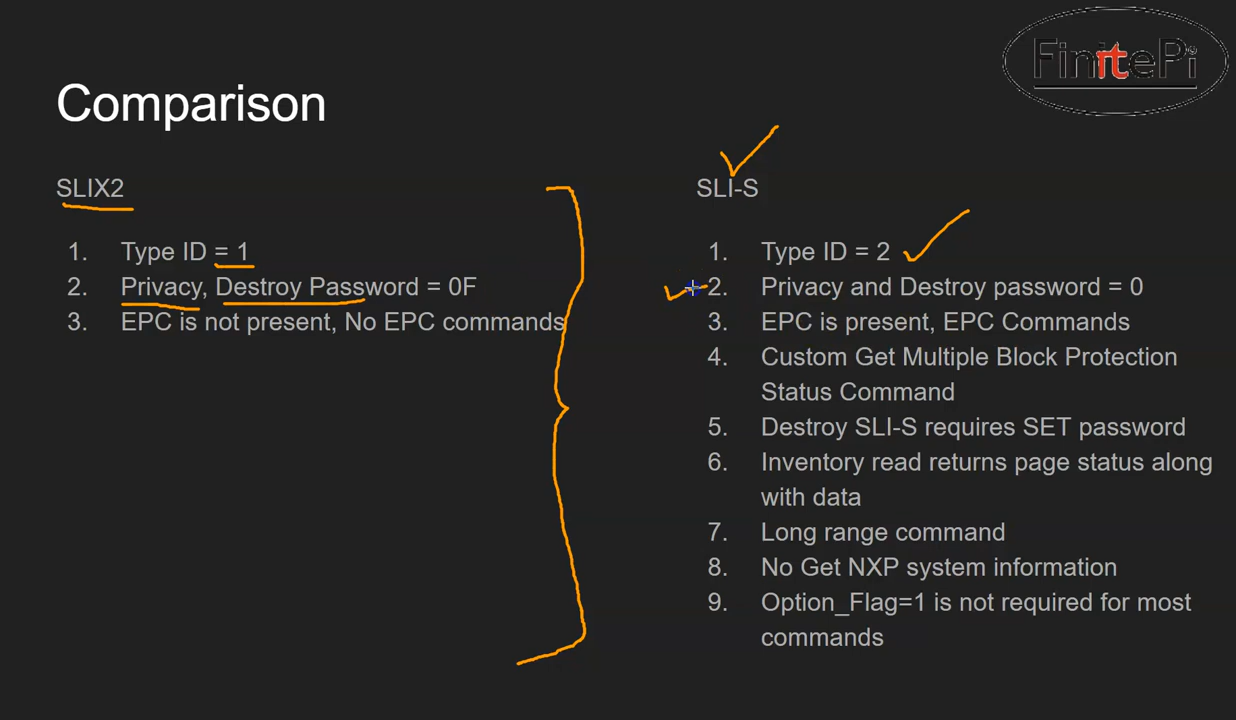 FinitePi
Comparison
SLIX2
1. Type ID = 1
2. Privacy, Destroy Password = 0F
3. EPC is not present, No EPC commands
SLI-S
1. Type ID = 2
2. Privacy and Destroy password = 0
3. EPC is present, EPC Commands
4. Custom Get Multiple Block Protection
Status Command
5. Destroy SLI-S requires SET password
6. Inventory read returns page status along
with data
7. Long range command
8. No Get NXP system information
9. Option_Flag=1 is not required for most
commands